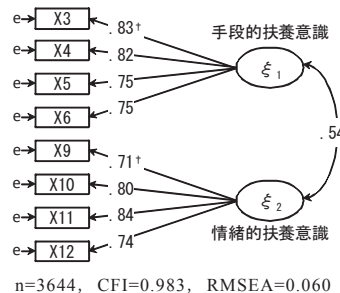 e X3 .83†
手段的扶養意識
e X4 .82
ξ1
e X5 .75
e X6 .75
.54
e X9 .71†
e X10 .80
ξ2
e X11 .84
情緒的扶養意識
e X12 .74
n=3644, CFI=0.983, RMSEA=0.060